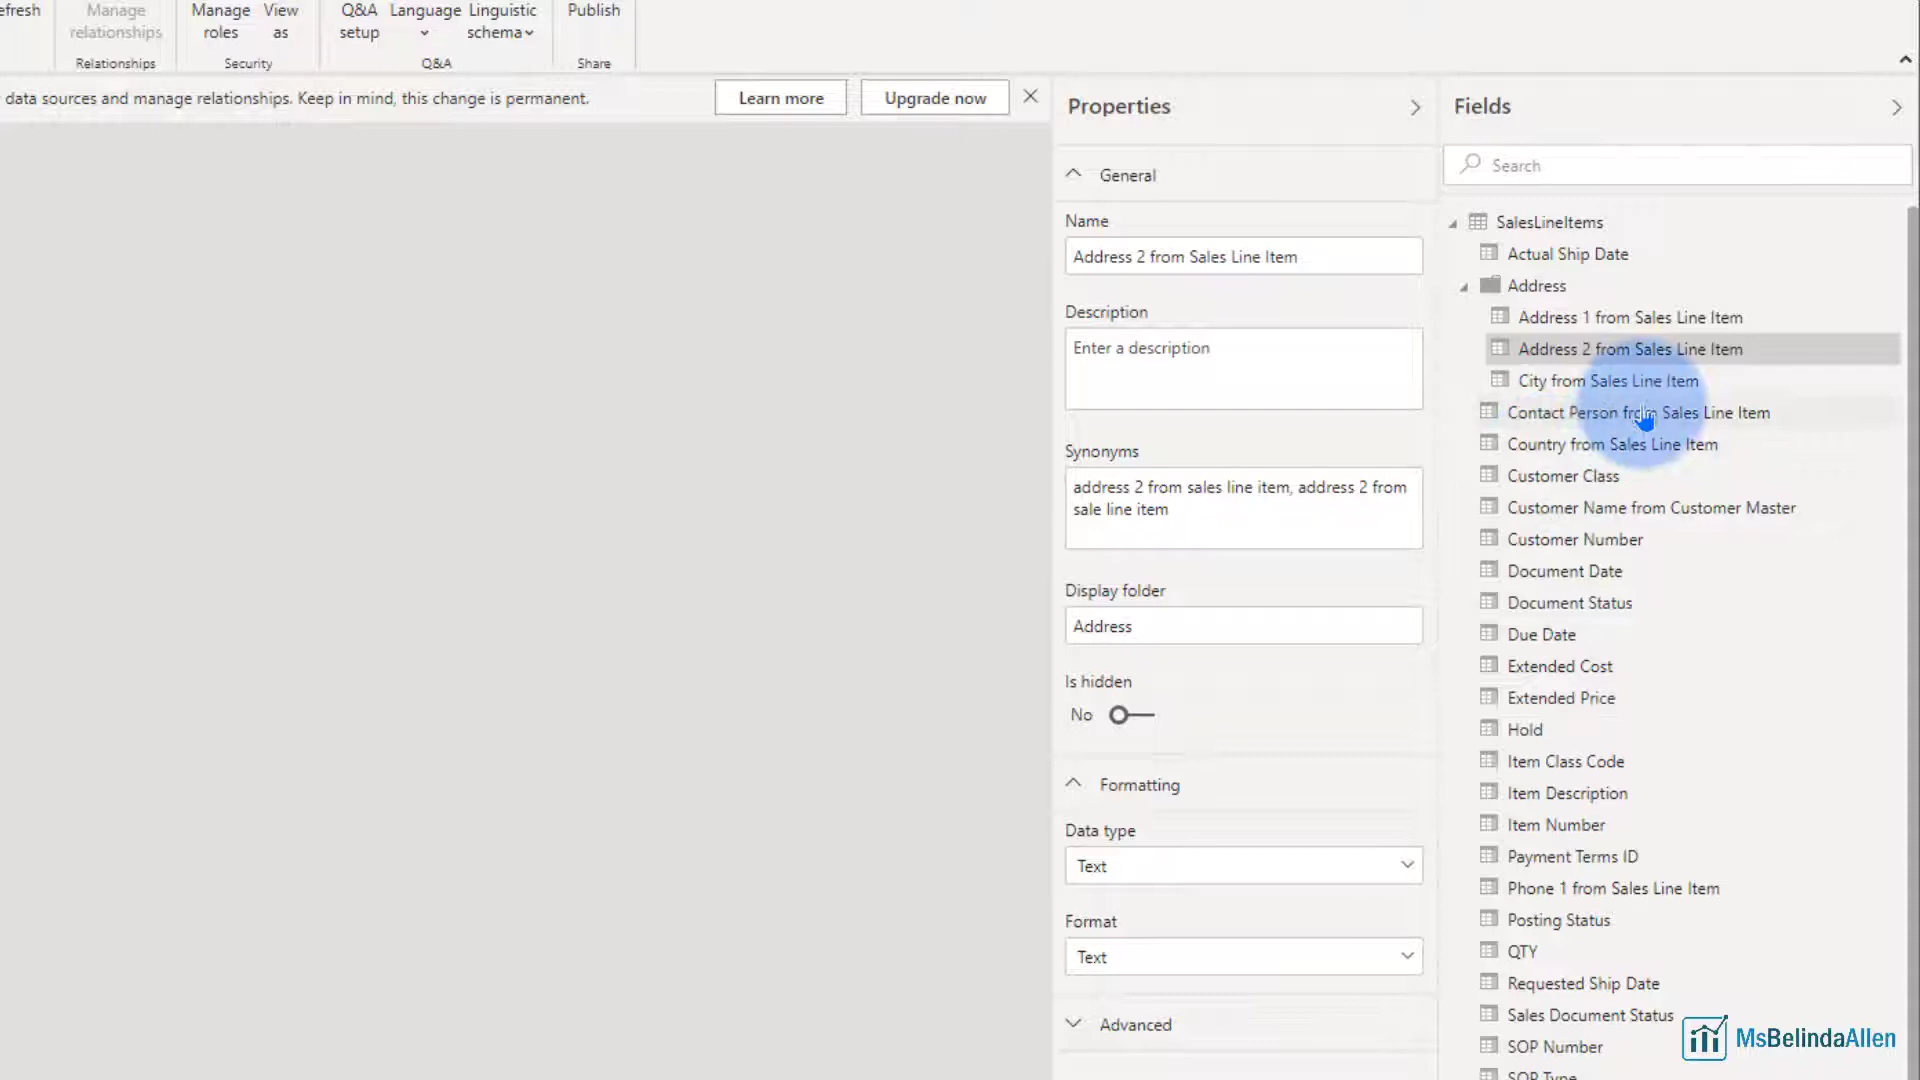 efresh
Manage relationships
Relationships
Manage roles
View as
Security
Q&A setup
Language
Linguistic schema
Q&A
Publish
Share
data sources and manage relationships. Keep in mind, this change is permanent.
Learn more
Upgrade now
Properties
General
Name
Address 2 from Sales Line Item
Description
Enter a description
Synonyms
address 2 from sales line item, address 2 from
sale line item
Display folder
Address
Is hidden
No
Formatting
Data type
Text
Format
Text
Advanced
Fields
Search
SalesLineItems
Actual Ship Date
Address
Address 1 from Sales Line Item
Address 2 from Sales Line Item
City from Sales Line Item
Contact Person from Sales Line Item
Country from Sales Line Item
Customer Class
Customer Name from Customer Master
Customer Number
Document Date
Document Status
Due Date
Extended Cost
Extended Price
Hold
Item Class Code
Item Description
Item Number
Payment Terms ID
Phone 1 from Sales Line Item
Posting Status
QTY
Requested Ship Date
Sales Document Status
SOP Number
SOP Type
MsBelindaAllen